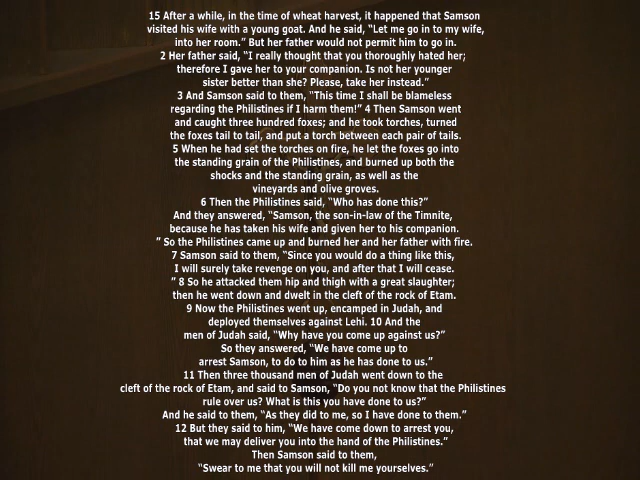 15 After a while, in the time of wheat harvest, it happened that Samson
visited his wife with a young goat. And he said, “Let me go in to my wife,
into her room.” But her father would not permit him to go in.
2 Her father said, “I really thought that you thoroughly hated her;
therefore I gave her to your companion. Is not her younger
sister better than she? Please, take her instead.”
3 And Samson said to them, “This time I shall be blameless
regarding the Philistines if I harm them!” 4 Then Samson went
and caught three hundred foxes; and he took torches, turned
the foxes tail to tail, and put a torch between each pair of tails.
5 When he had set the torches on fire, he let the foxes go into
the standing grain of the Philistines, and burned up both the
shocks and the standing grain, as well as the
vineyards and olive groves.
6 Then the Philistines said, “Who has done this?”
And they answered, “Samson, the son-in-law of the Timnite,
because he has taken his wife and given her to his companion.
” So the Philistines came up and burned her and her father with fire.
7 Samson said to them, “Since you would do a thing like this,
I will surely take revenge on you, and after that I will cease.
” 8 So he attacked them hip and thigh with a great slaughter;
then he went down and dwelt in the cleft of the rock of Etam.
9 Now the Philistines went up, encamped in Judah, and
deployed themselves against Lehi. 10 And the
men of Judah said, “Why have you come up against us?”
So they answered, “We have come up to
arrest Samson, to do to him as he has done to us.”
11 Then three thousand men of Judah went down to the
cleft of the rock of Etam, and said to Samson, “Do you not know that the Philistines
rule over us? What is this you have done to us?”
And he said to them, “As they did to me, so I have done to them.”
12 But they said to him, “We have come down to arrest you,
that we may deliver you into the hand of the Philistines.”
Then Samson said to them,
“Swear to me that you will not kill me yourselves.”